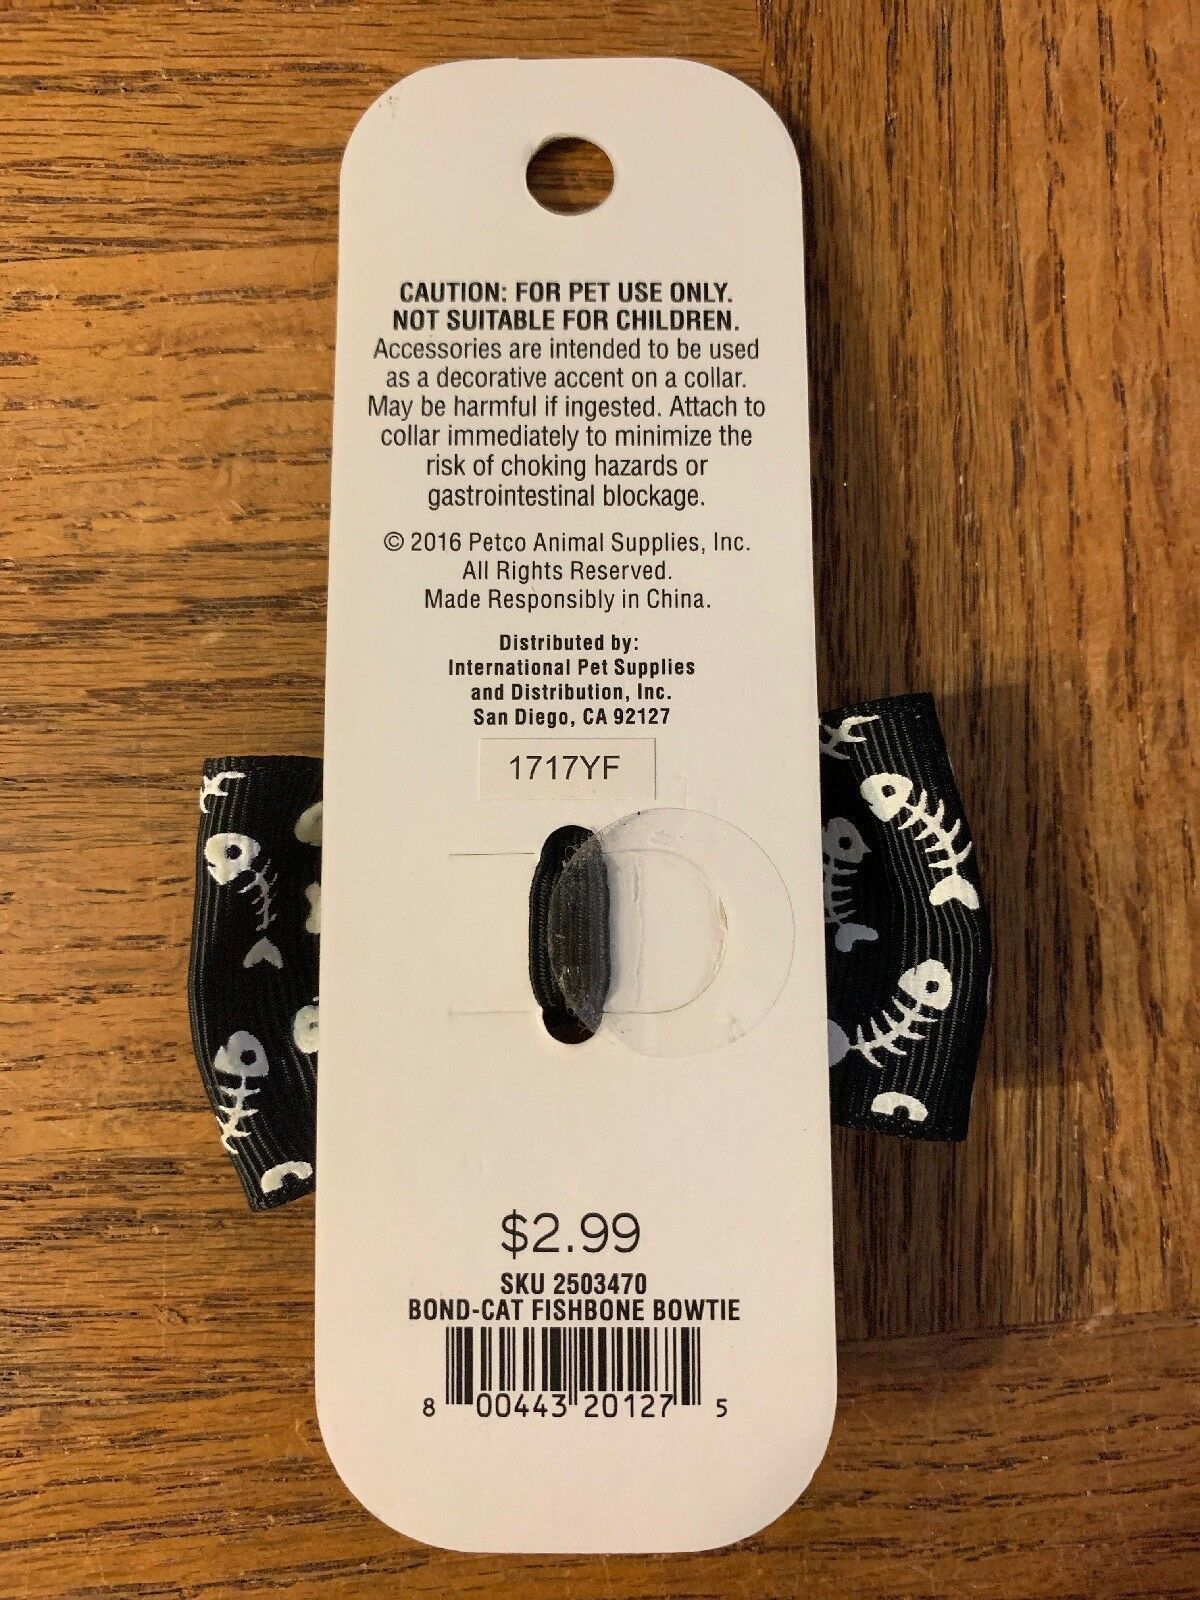 CAUTION: FOR PET USE ONLY.
NOT SUITABLE FOR CHILDREN.
Accessories are intended to be used
as a decorative accent on a collar.
May be harmful if ingested. Attach to
collar immediately to minimize the
risk of choking hazards or
gastrointestinal blockage.
© 2016 Petco Animal Supplies, Inc.
All Rights Reserved.
Made Responsibly in China.
Distributed by:
International Pet Supplies
and Distribution, Inc.
San Diego, CA 92127
1717YF
$2.99
SKU 2503470
BOND-CAT FISHBONE BOWTIE
8 00443 20127 5